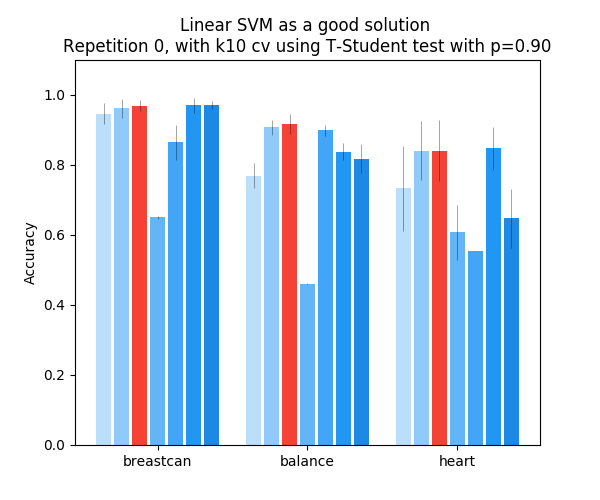 Linear SVM as a good solution
Repetition 0, with k10 cv using T-Student test with p=0.90
1.0
0.8
0.6
0.4
0.2
0.0
Accuracy
breastcan
balance
heart